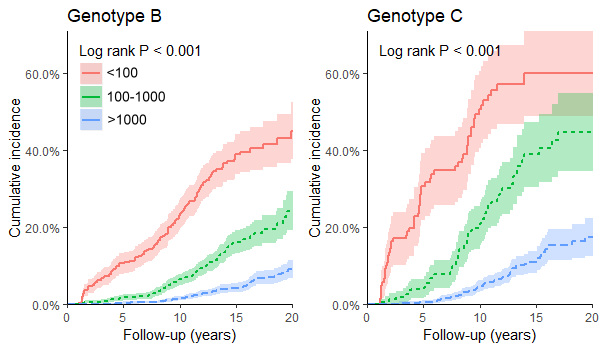 Genotype B
Genotype C
Log rank P < 0.001
<100
100-1000
>1000
Log rank P < 0.001
Cumulative incidence
60.0%
40.0%
20.0%
0.0%
0 5 10 15 20
Follow-up (years)
Cumulative incidence
60.0%
40.0%
20.0%
0.0%
0 5 10 15 20
Follow-up (years)